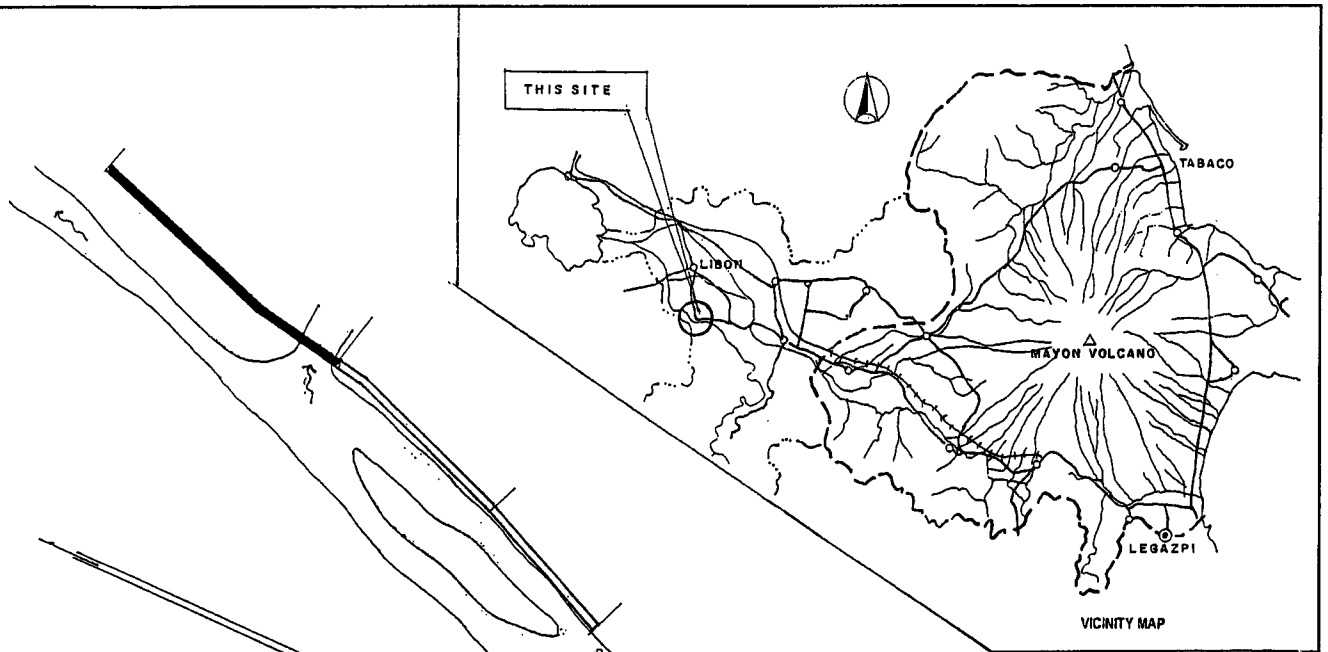 THIS SITE
TABACO
LIBON
MAYON VOLCANO
LEGAZPI
VICINITY MAP